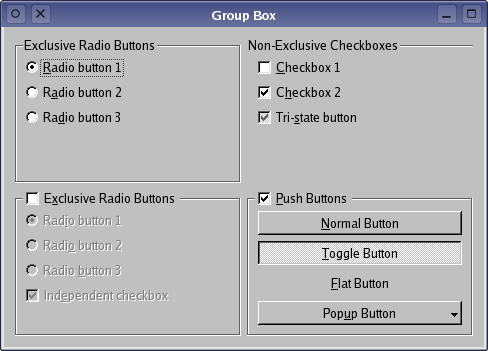 Group Box
Exclusive Radio Buttons
Radio button 1
Radio button 2
Radio button 3
Non-Exclusive Checkboxes
Checkbox 1
Checkbox 2
Tri-state button
Exclusive Radio Buttons
Radio button 1
Radio button 2
Radio button 3
Independent checkbox
Push Buttons
Normal Button
Toggle Button
Flat Button
Popup Button